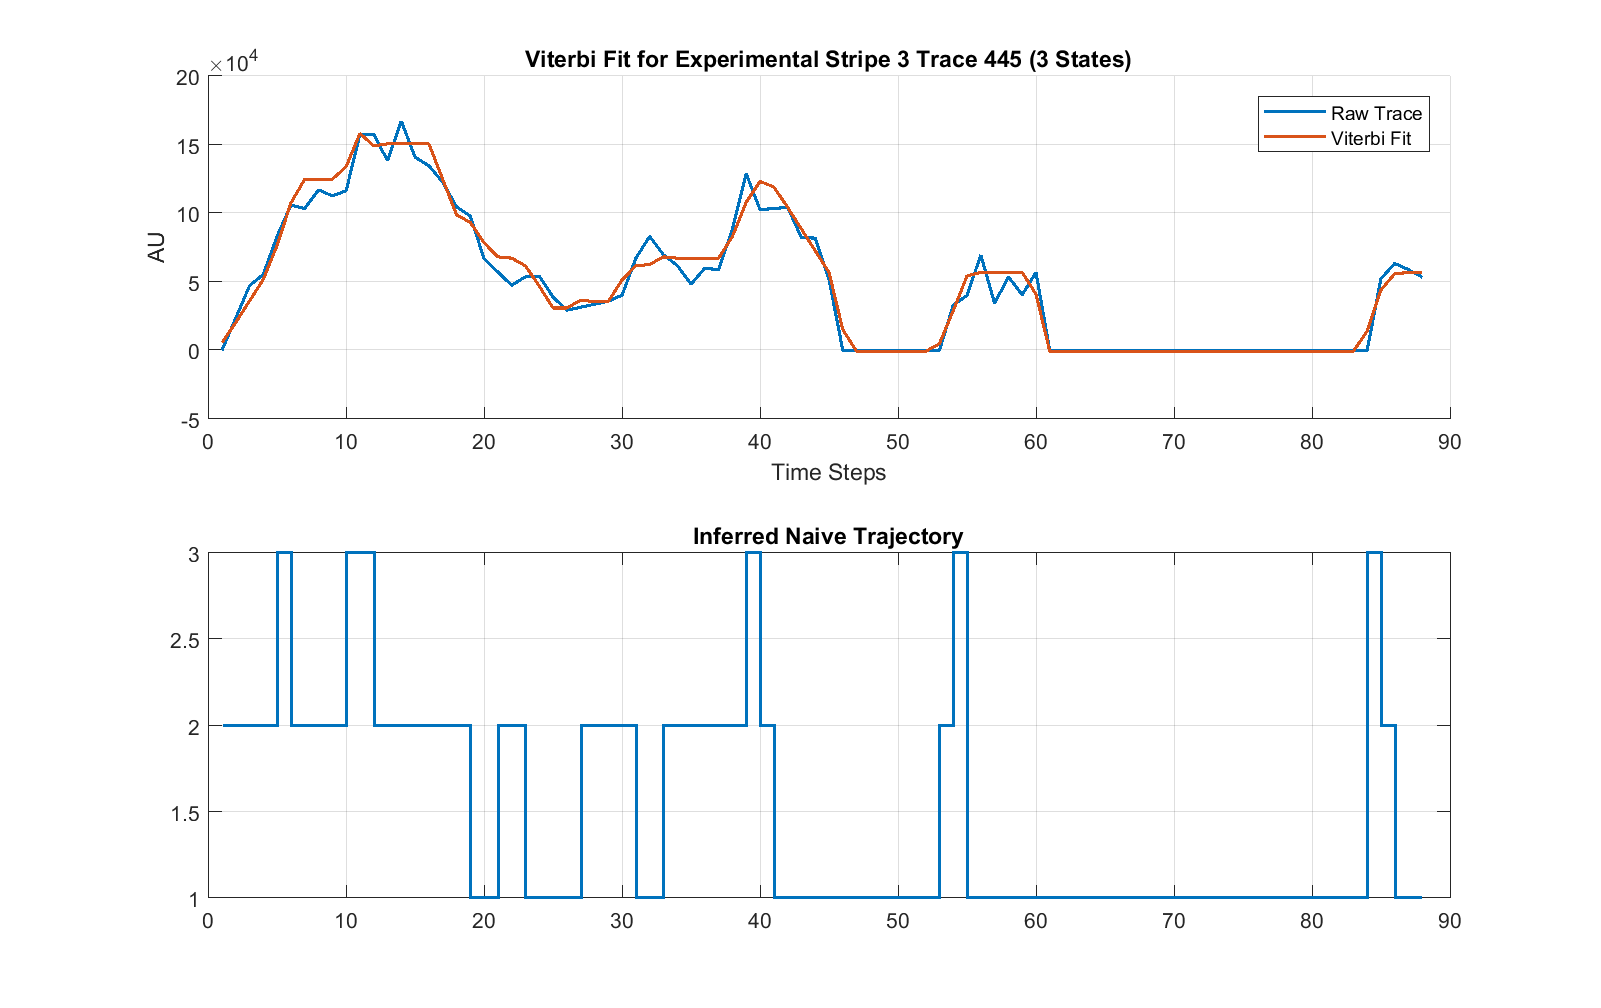 Viterbi Fit for Experimental Stripe 3 Trace 445 (3 States)
×10^4
20
15
10
5
0
-5
AU
Raw Trace
Viterbi Fit
0 10 20 30 40 50 60 70 80 90
Time Steps
Inferred Naive Trajectory
3
2.5
2
1.5
1
0 10 20 30 40 50 60 70 80 90